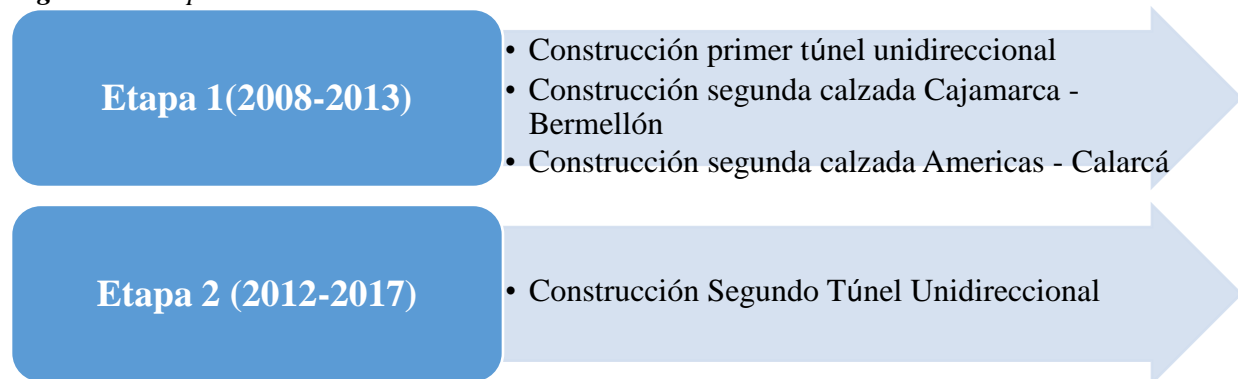 Etapa 1(2008-2013)
• Construcción primer túnel unidireccional
• Construcción segunda calzada Cajamarca -
Bermellón
• Construcción segunda calzada Americas - Calarcá
Etapa 2 (2012-2017)
• Construcción Segundo Túnel Unidireccional